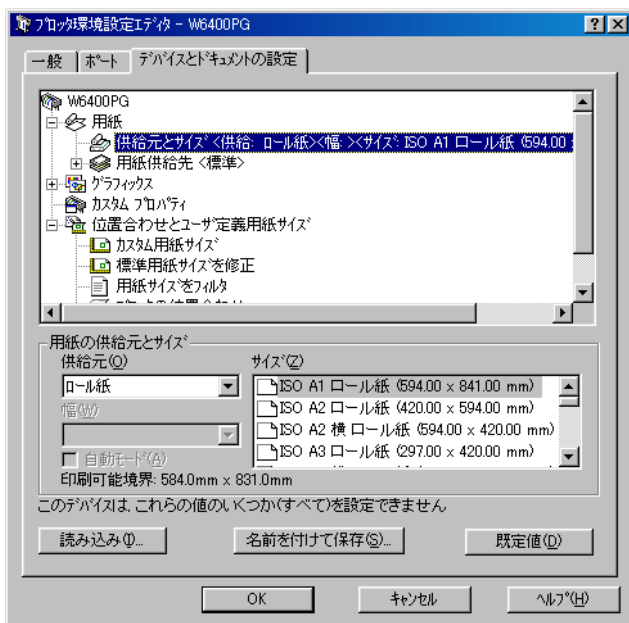 ﾌﾟﾛｯﾀ環境設定ｴﾃﾞｨﾀ - W6400PG
一般
ﾎﾟｰﾄ
ﾃﾞﾊﾞｲｽとﾄﾞｷｭﾒﾝﾄの設定
W6400PG
用紙
供給元とｻｲｽﾞ <供給: ﾛｰﾙ紙><幅: ><ｻｲｽﾞ: ISO A1 ロール紙 (594.00
用紙供給先 <標準>
ｸﾞﾗﾌｨｯｸｽ
ｶｽﾀﾑ ﾌﾟﾛﾊﾟﾃｨ
位置合わせとﾕｰｻﾞ定義用紙ｻｲｽﾞ
ｶｽﾀﾑ用紙ｻｲｽﾞ
標準用紙ｻｲｽﾞを修正
用紙ｻｲｽﾞをﾌｨﾙﾀ
用紙の供給元とｻｲｽﾞ
供給元(O)
ｻｲｽﾞ(Z)
ﾛｰﾙ紙
ISO A1 ロール紙 (594.00 x 841.00 mm)
幅(W)
ISO A2 ロール紙 (420.00 x 594.00 mm)
ISO A2 横 ロール紙 (594.00 x 420.00 mm)
自動ﾓｰﾄﾞ(A)
ISO A3 ロール紙 (297.00 x 420.00 mm)
印刷可能境界: 584.0mm x 831.0mm
このﾃﾞﾊﾞｲｽは、これらの値のいくつか(すべて)を設定できません
読み込み(I)...
名前を付けて保存(S)...
既定値(D)
OK
ｷｬﾝｾﾙ
ﾍﾙﾌﾟ(H)